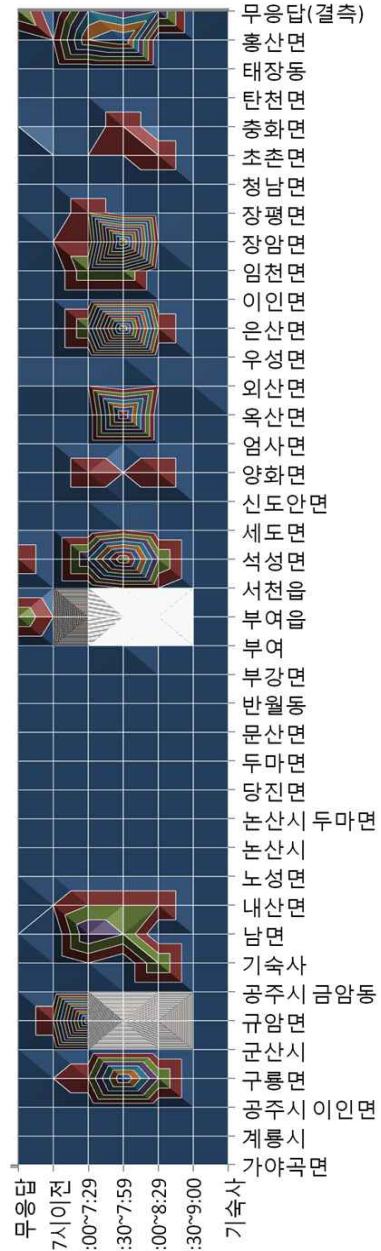 무응답(결측)
홍산면
태장동
탄천면
충화면
초촌면
청남면
장평면
장암면
임천면
이인면
은산면
우성면
외산면
옥산면
엄사면
양화면
신도안면
세도면
석성면
서천읍
부여읍
부여
부강면
반월동
문산면
두마면
당진면
논산시 두마면
논산시
노성면
내산면
남면
기숙사
공주시 금암동
규암면
군산시
구룡면
공주시 이인면
계룡시
가야곡면
무응답
7시이전
:00~7:29
:30~7:59
:00~8:29
:30~9:00
기숙사